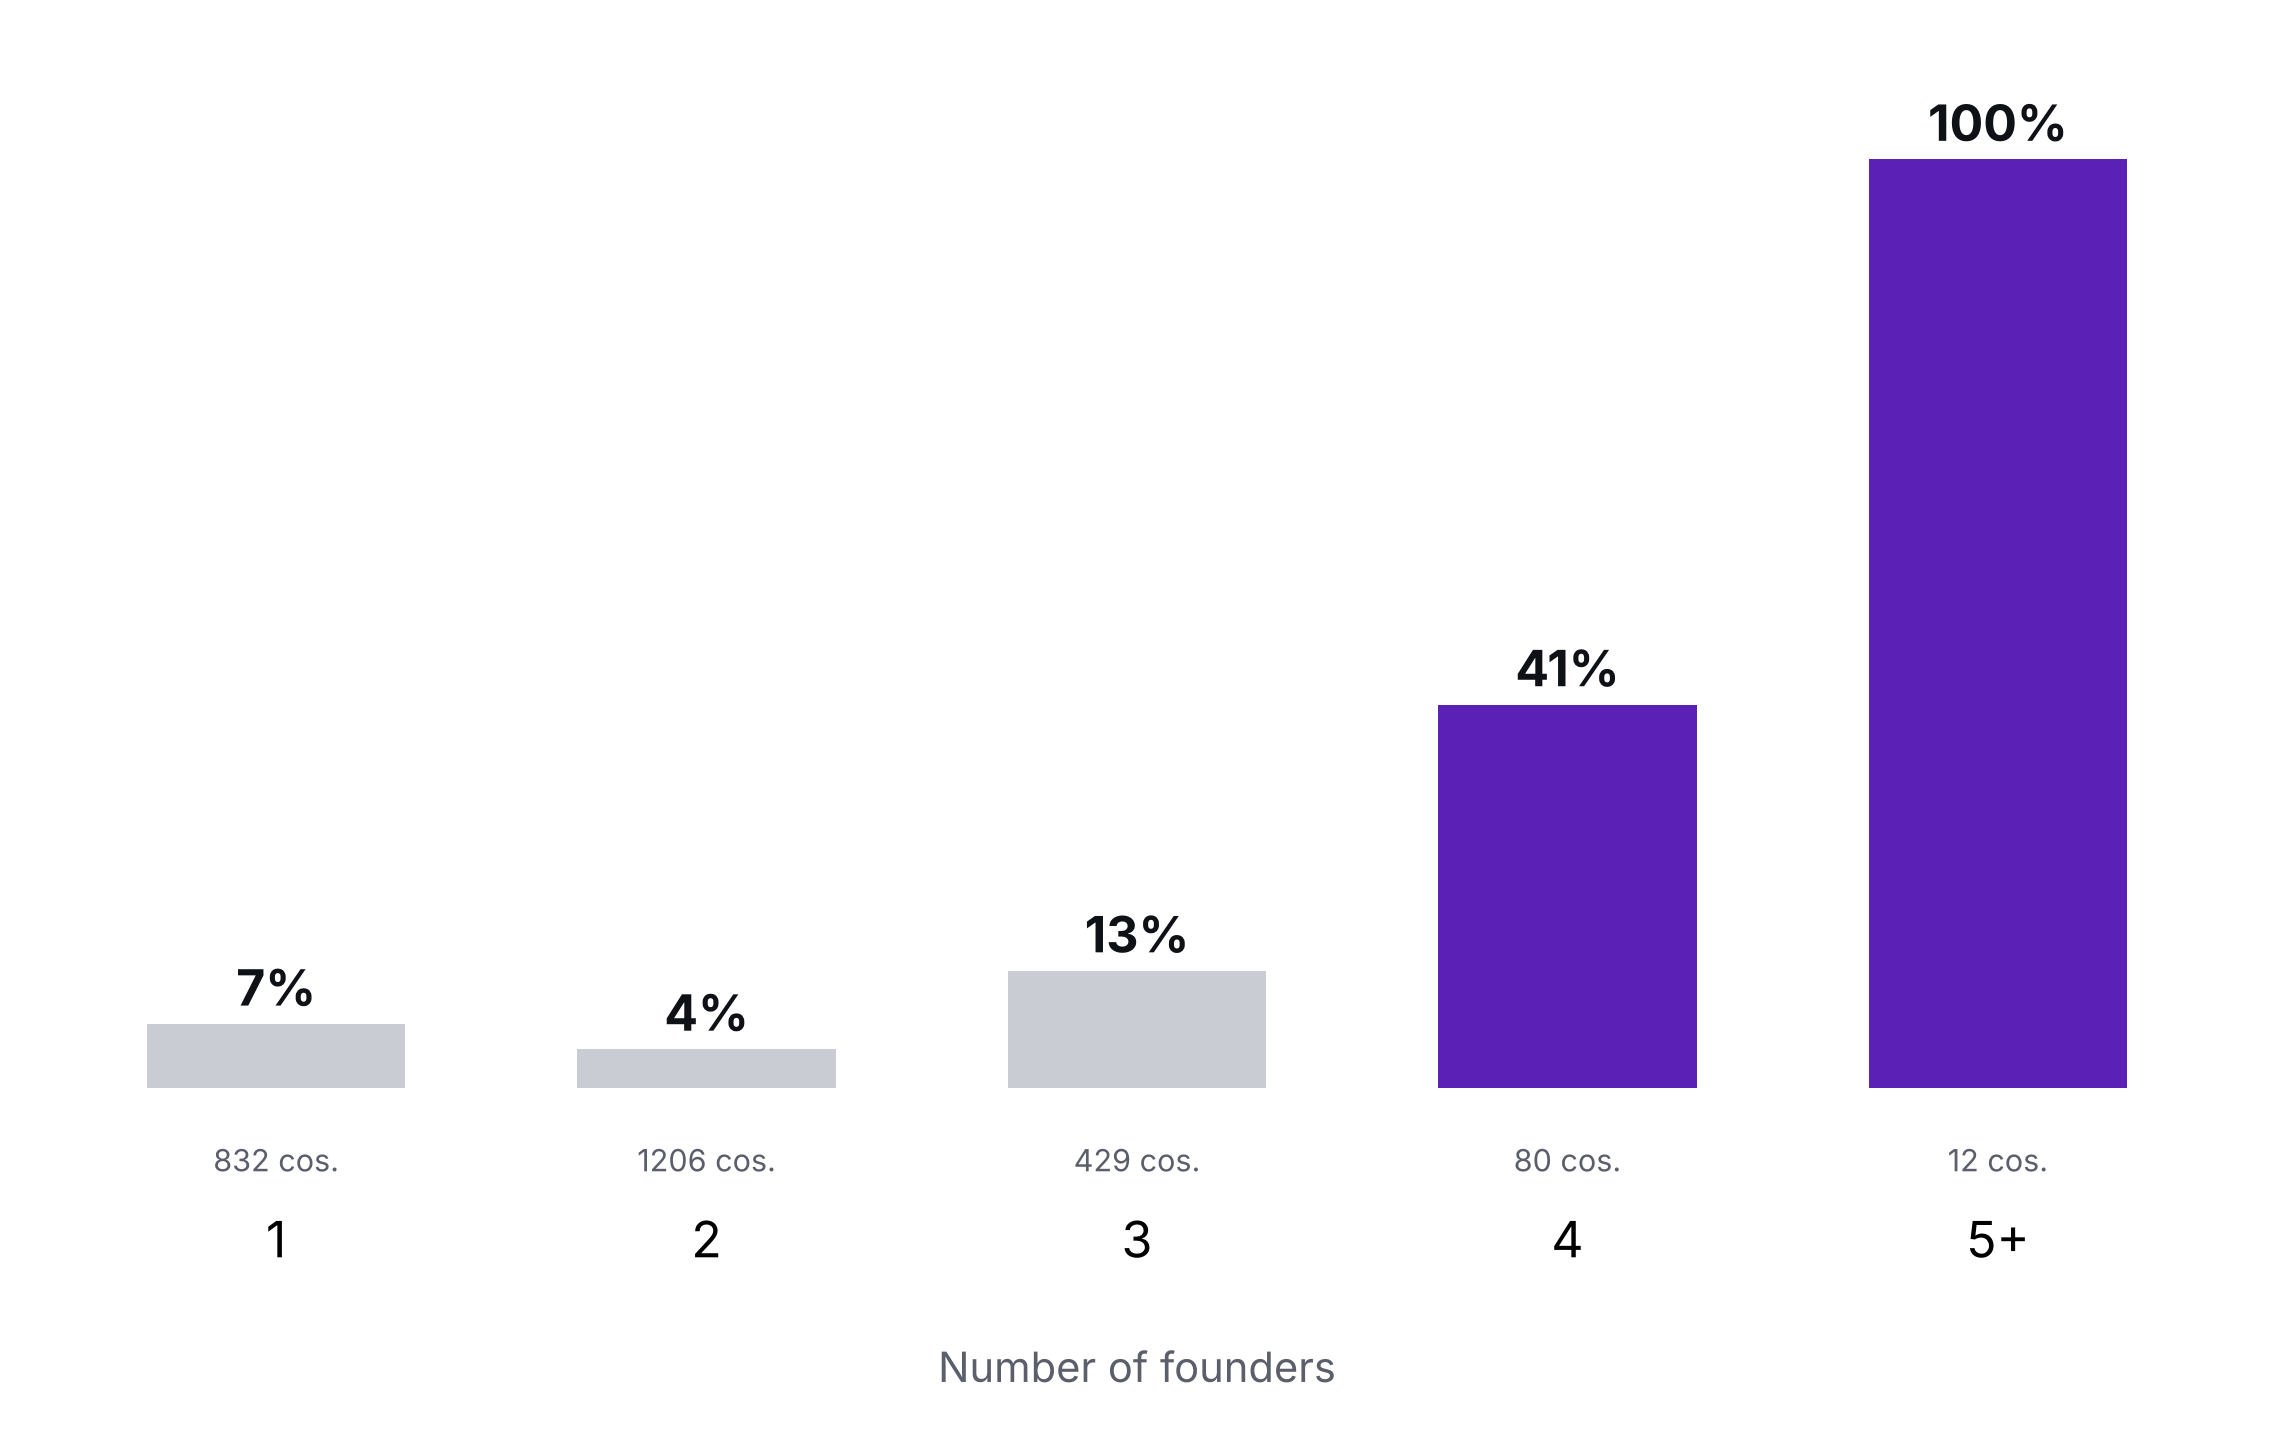 100%
41%
13%
7%
4%
832 cos. 1206 cos. 429 cos. 80 cos. 12 cos.
1 2 3 4 5+
Number of founders